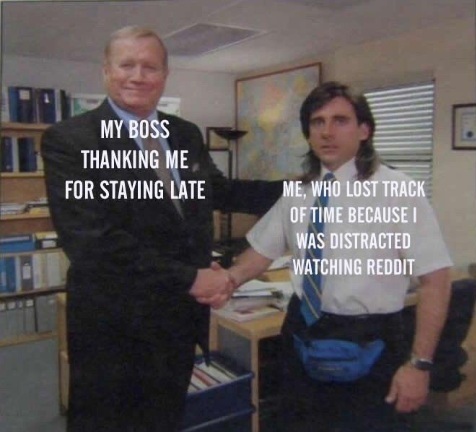 MY BOSS
THANKING ME
FOR STAYING LATE
ME, WHO LOST TRACK
OF TIME BECAUSE I
WAS DISTRACTED
WATCHING REDDIT